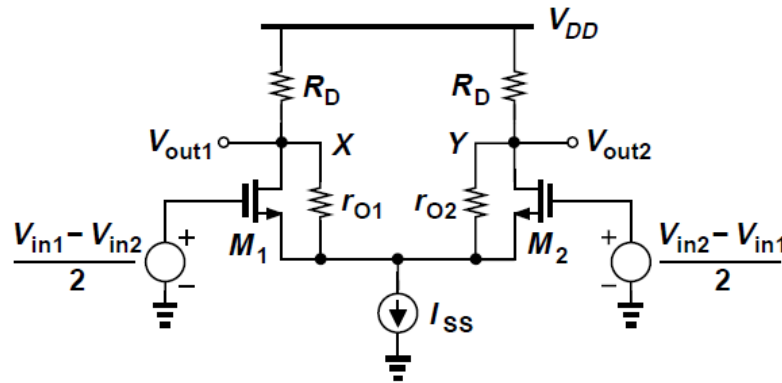 V_DD
R_D R_D
V_out1 X Y V_out2
r_O1 r_O2
V_in1 − V_in2 + M_1 M_2 + V_in2 − V_in1
2 − − 2
I_SS